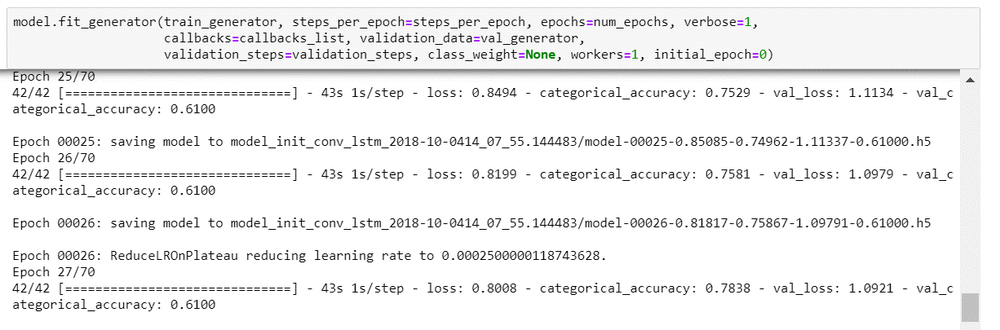 model.fit_generator(train_generator, steps_per_epoch=steps_per_epoch, epochs=num_epochs, verbose=1,
                    callbacks=callbacks_list, validation_data=val_generator,
                    validation_steps=validation_steps, class_weight=None, workers=1, initial_epoch=0)
Epoch 25/70
42/42 [==============================] - 43s 1s/step - loss: 0.8494 - categorical_accuracy: 0.7529 - val_loss: 1.1134 - val_c
ategorical_accuracy: 0.6100

Epoch 00025: saving model to model_init_conv_lstm_2018-10-0414_07_55.144483/model-00025-0.85085-0.74962-1.11337-0.61000.h5
Epoch 26/70
42/42 [==============================] - 43s 1s/step - loss: 0.8199 - categorical_accuracy: 0.7581 - val_loss: 1.0979 - val_c
ategorical_accuracy: 0.6100

Epoch 00026: saving model to model_init_conv_lstm_2018-10-0414_07_55.144483/model-00026-0.81817-0.75867-1.09791-0.61000.h5

Epoch 00026: ReduceLROnPlateau reducing learning rate to 0.0002500000118743628.
Epoch 27/70
42/42 [==============================] - 43s 1s/step - loss: 0.8008 - categorical_accuracy: 0.7838 - val_loss: 1.0921 - val_c
ategorical_accuracy: 0.6100